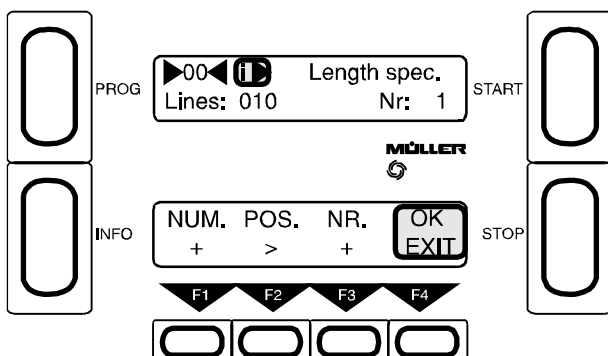 ▶00◀ i▶ Length spec.
Lines: 010 Nr: 1
PROG
START
MÜLLER
NUM. POS. NR. OK
+ > + EXIT
INFO
STOP
F1 F2 F3 F4